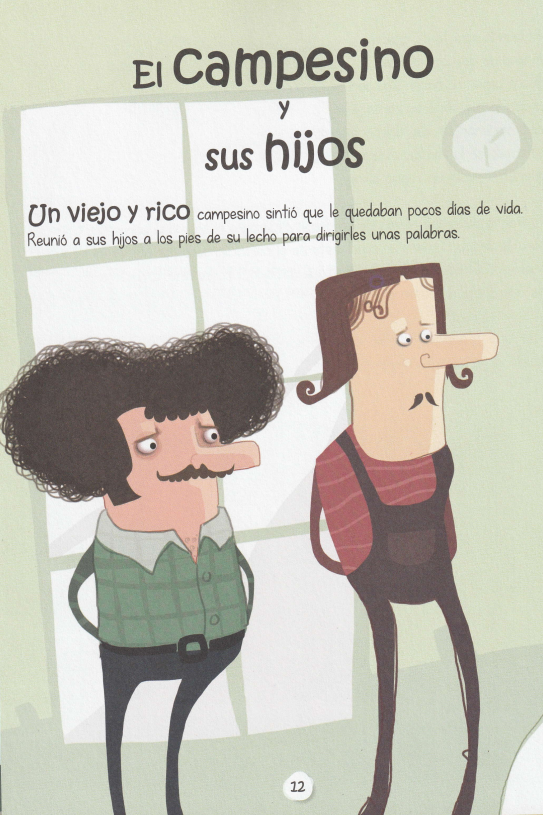 El campesino
y
sus hijos
Un viejo y rico campesino sintió que le quedaban pocos días de vida.
Reunió a sus hijos a los pies de su lecho para dirigirles unas palabras.
12